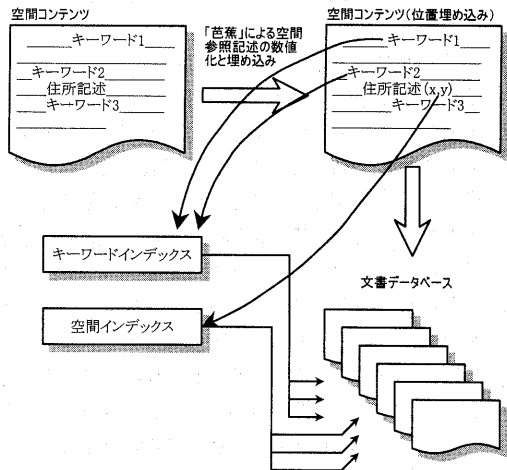 空間コンテンツ
キーワード1
キーワード2
住所記述
キーワード3
「芭蕉」による空間
参照記述の数値
化と埋め込み
空間コンテンツ(位置埋め込み)
キーワード1
キーワード2
住所記述(x,y)
キーワード3
キーワードインデックス
空間インデックス
文書データベース